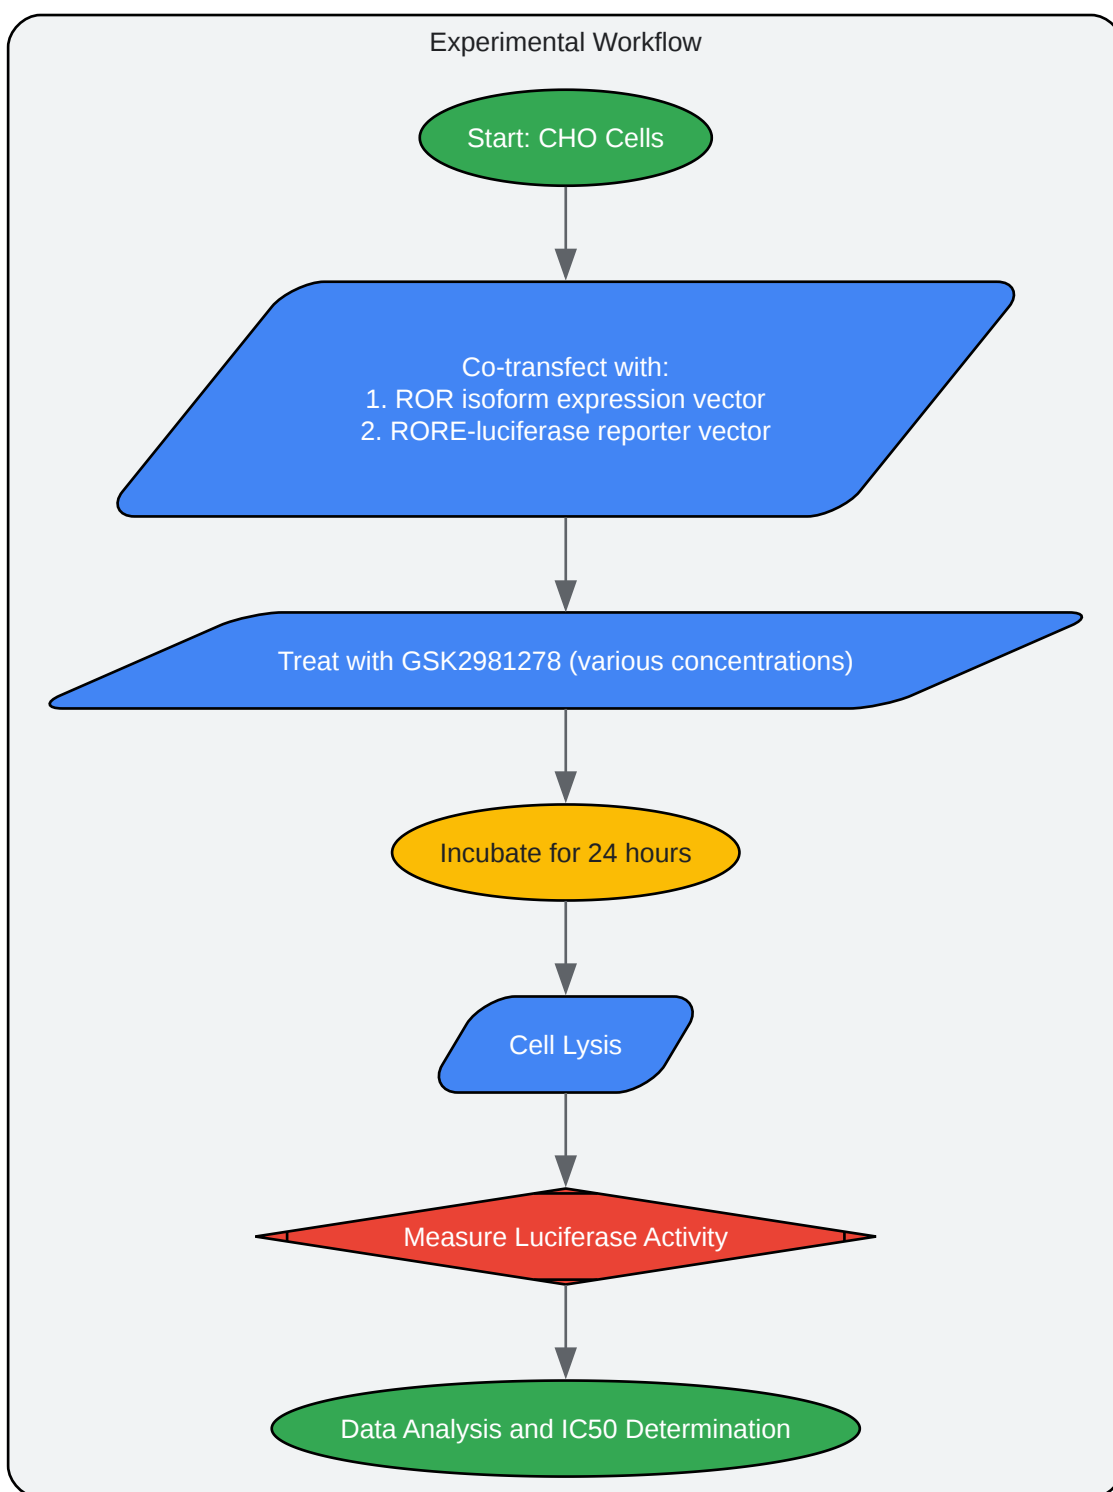 Experimental Workflow
Start: CHO Cells
Co-transfect with:
1. ROR isoform expression vector
2. RORE-luciferase reporter vector
Treat with GSK2981278 (various concentrations)
Incubate for 24 hours
Cell Lysis
Measure Luciferase Activity
Data Analysis and IC50 Determination